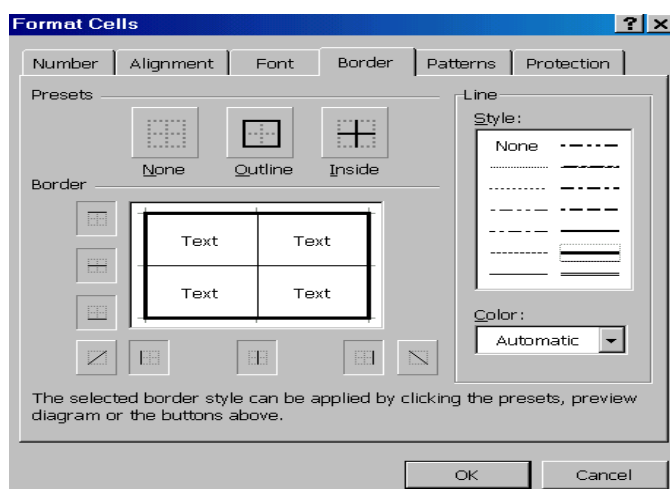 Format Cells
Number Alignment Font Border Patterns Protection
Presets
None Outline Inside
Border
Text Text
Text Text
Line
Style:
None
Color:
Automatic
The selected border style can be applied by clicking the presets, preview
diagram or the buttons above.
OK Cancel